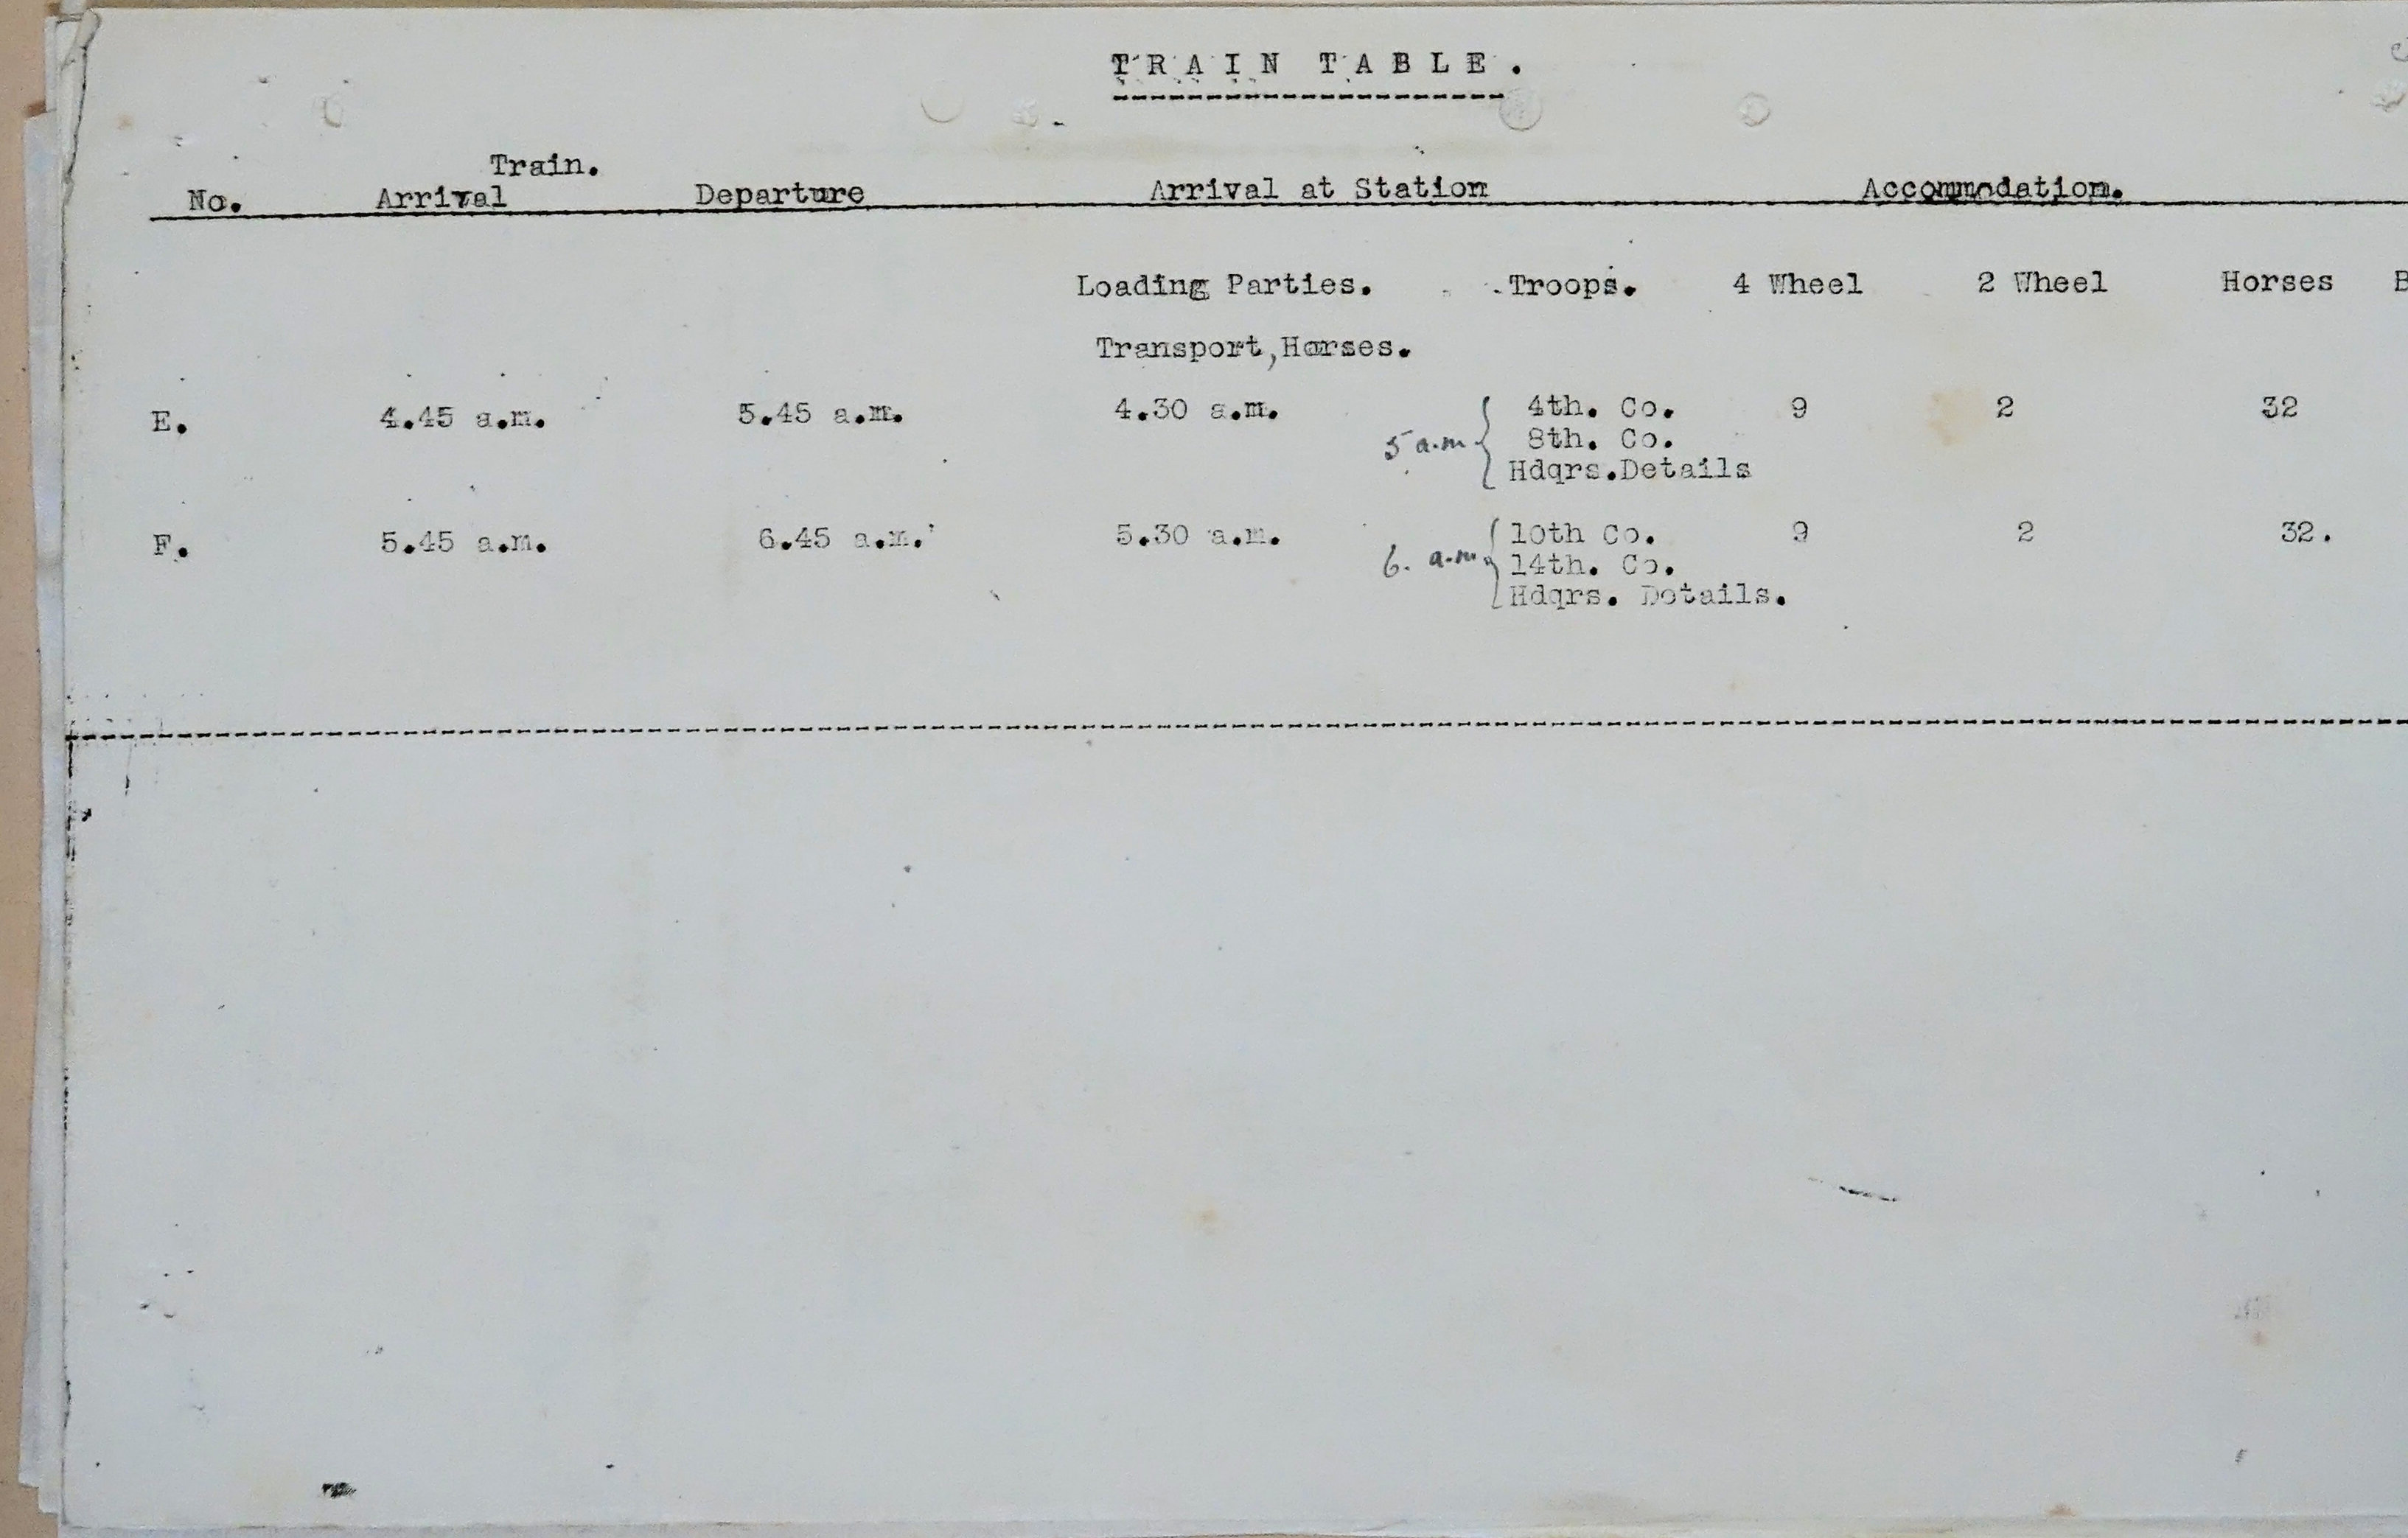 TRAIN TABLE.
Train.
No. Arrival Departure Arrival at Station Accommodation.
Loading Parties. Troops. 4 Wheel 2 Wheel Horses B
Transport,Horses.
E. 4.45 a.m. 5.45 a.m. 4.30 a.m. 4th. Co. 9 2 32
5 a.m 8th. Co.
Hdqrs.Details
F. 5.45 a.m. 6.45 a.m. 5.30 a.m. 10th Co. 9 2 32.
6. a.m. 14th. Co.
Hdqrs. Details.